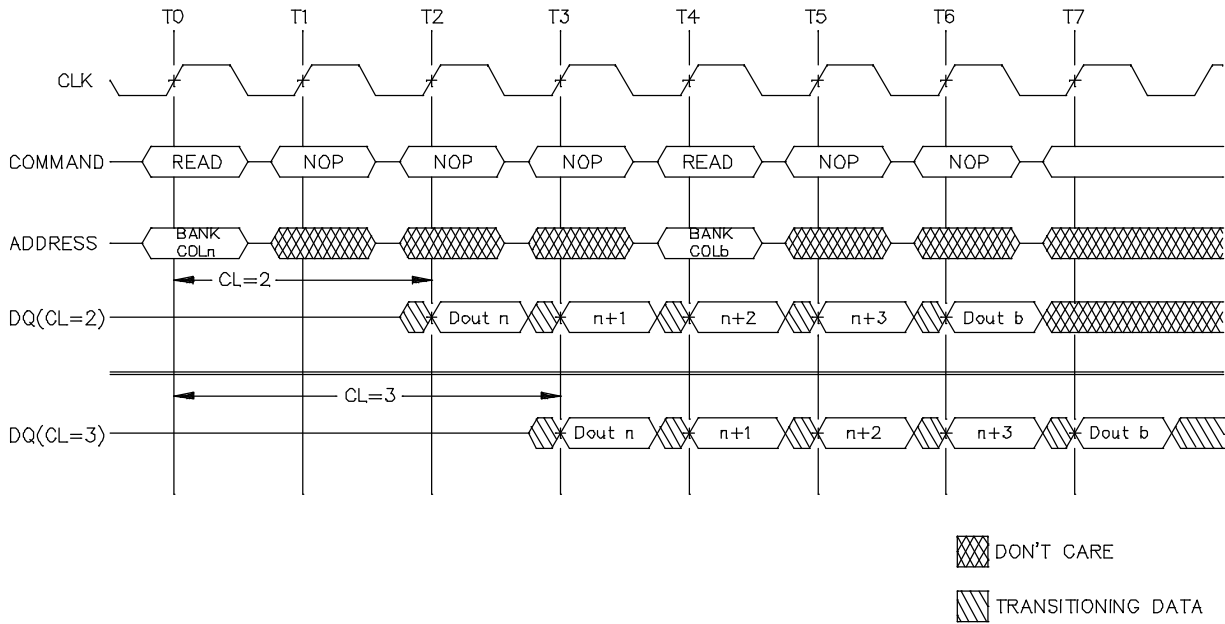 T0 T1 T2 T3 T4 T5 T6 T7
CLK
COMMAND READ NOP NOP NOP READ NOP NOP
ADDRESS BANK COLn BANK COLb
CL=2
DQ(CL=2) Dout n n+1 n+2 n+3 Dout b
CL=3
DQ(CL=3) Dout n n+1 n+2 n+3 Dout b
DON'T CARE
TRANSITIONING DATA